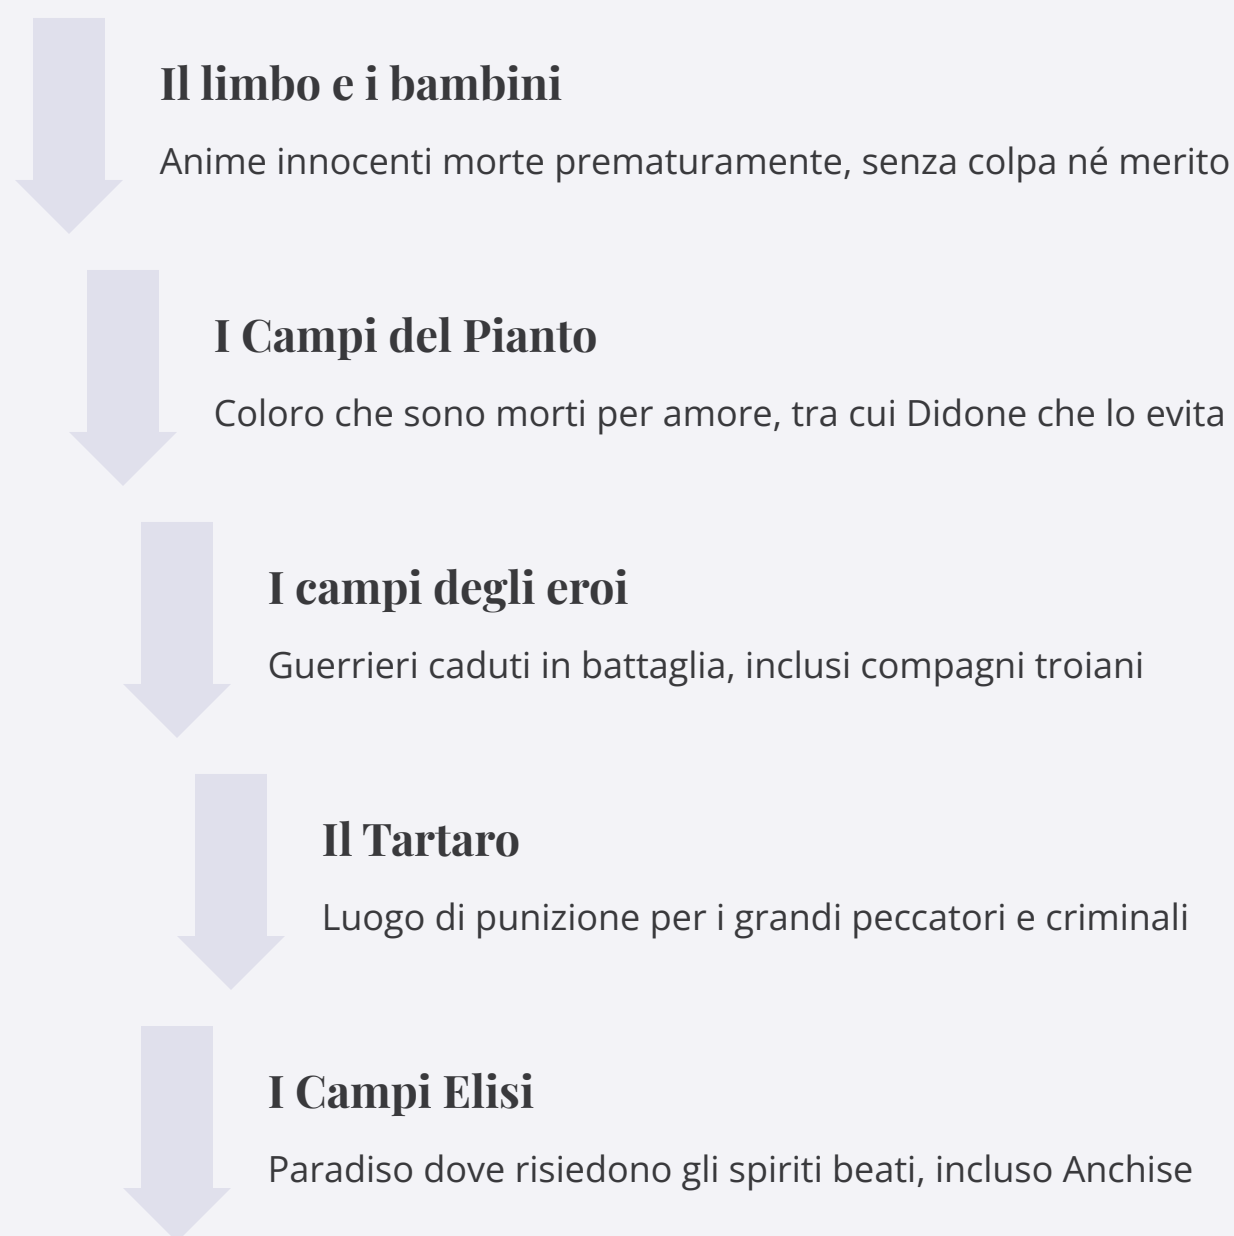 Il limbo e i bambini
Anime innocenti morte prematuramente, senza colpa né merito
I Campi del Pianto
Coloro che sono morti per amore, tra cui Didone che lo evita
I campi degli eroi
Guerrieri caduti in battaglia, inclusi compagni troiani
Il Tartaro
Luogo di punizione per i grandi peccatori e criminali
I Campi Elisi
Paradiso dove risiedono gli spiriti beati, incluso Anchise